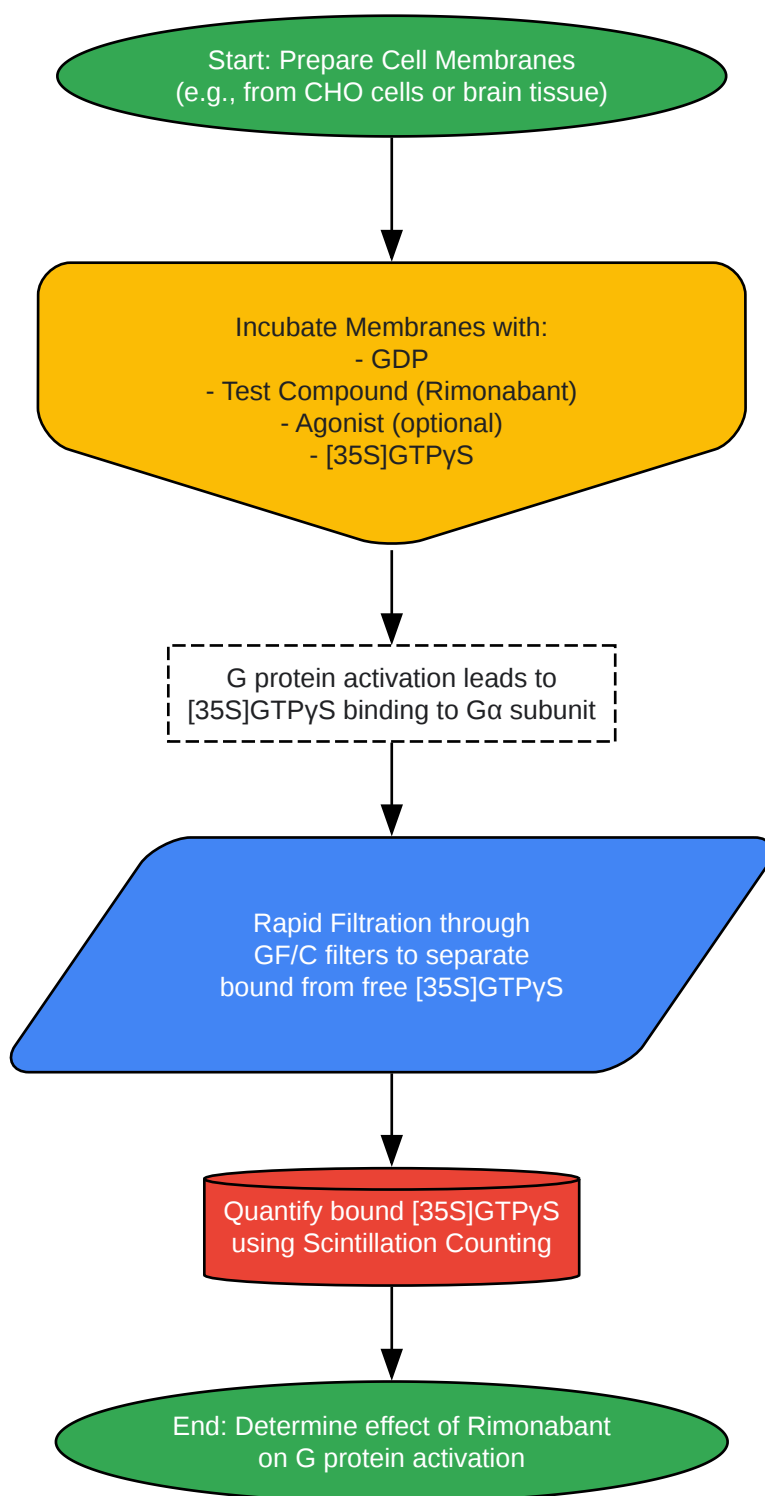 Start: Prepare Cell Membranes
(e.g., from CHO cells or brain tissue)
Incubate Membranes with:
- GDP
- Test Compound (Rimonabant)
- Agonist (optional)
- [35S]GTPγS
G protein activation leads to
[35S]GTPγS binding to Gα subunit
Rapid Filtration through
GF/C filters to separate
bound from free [35S]GTPγS
Quantify bound [35S]GTPγS
using Scintillation Counting
End: Determine effect of Rimonabant
on G protein activation